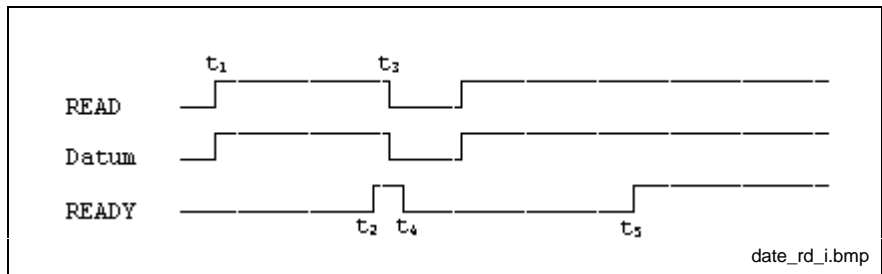 t₁ t₃
READ
Datum
READY
t₂ t₄ t₅
date_rd_i.bmp